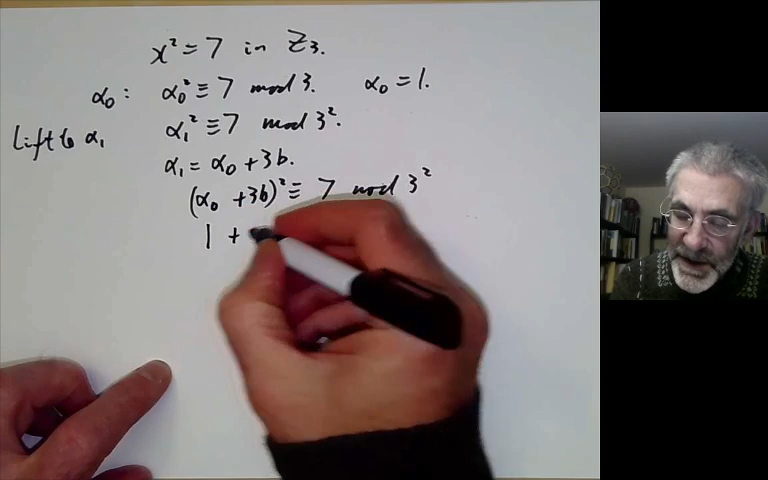 x² = 7 in Z₃.
α₀ : α₀² ≡ 7 mod 3. α₀ = 1.
Lift to α₁ α₁² ≡ 7 mod 3².
α₁ = α₀ + 3b.
(α₀ + 3b)² ≡ 7 mod 3²
1 +